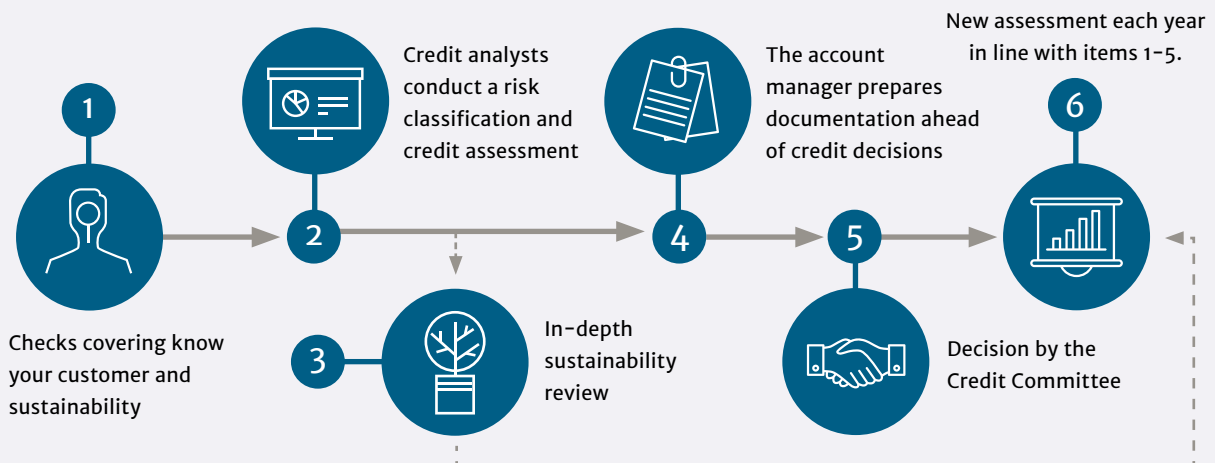 1
Checks covering know
your customer and
sustainability
2
Credit analysts
conduct a risk
classification and
credit assessment
3
In-depth
sustainability
review
4
The account
manager prepares
documentation ahead
of credit decisions
5
Decision by the
Credit Committee
6
New assessment each year
in line with items 1–5.